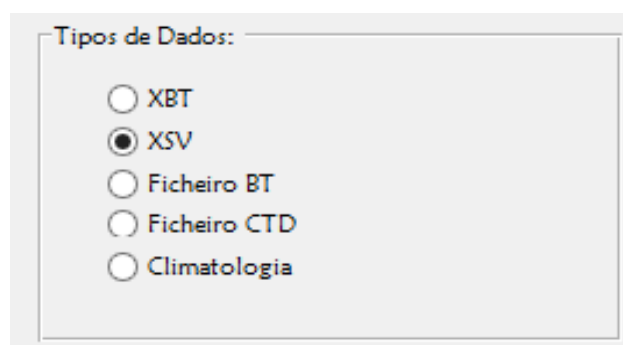 Tipos de Dados:
XBT
XSV
Ficheiro BT
Ficheiro CTD
Climatologia